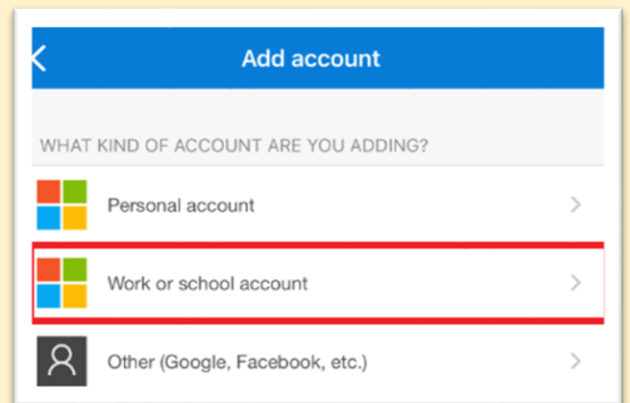 Add account
WHAT KIND OF ACCOUNT ARE YOU ADDING?
Personal account
Work or school account
Other (Google, Facebook, etc.)